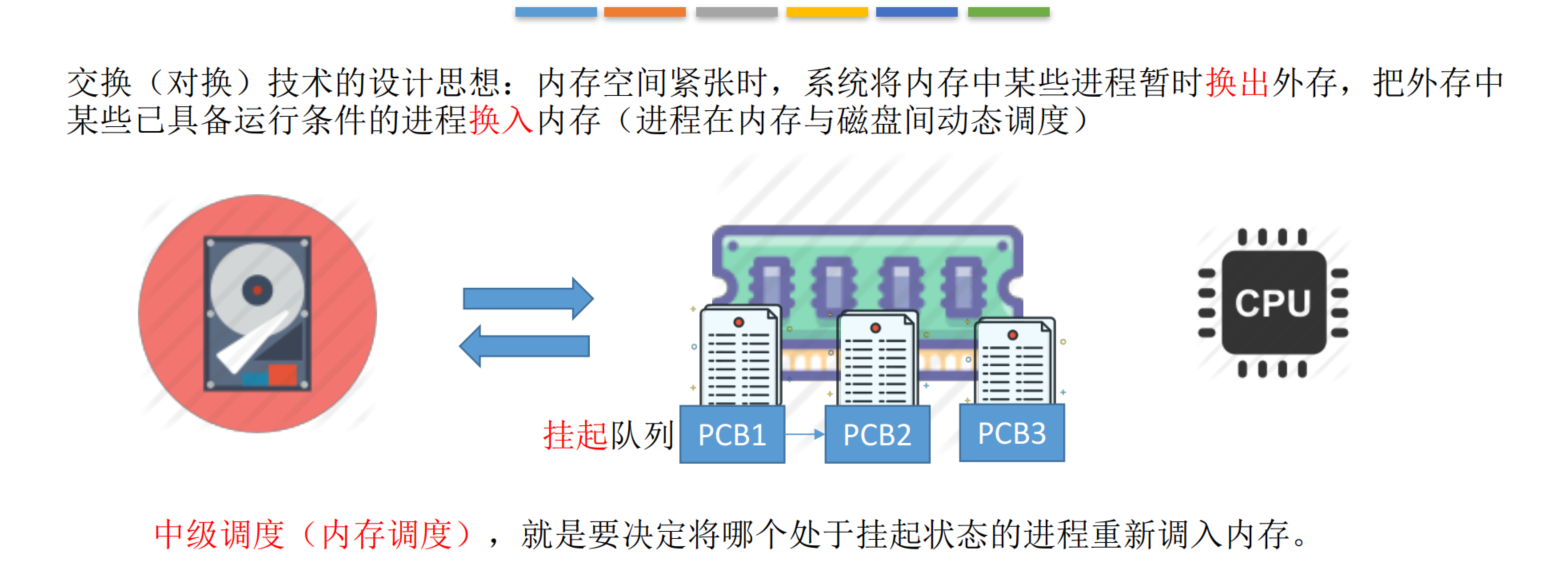 交换（对换）技术的设计思想：内存空间紧张时，系统将内存中某些进程暂时换出外存，把外存中
某些已具备运行条件的进程换入内存（进程在内存与磁盘间动态调度）
CPU
挂起队列 PCB1 PCB2 PCB3
中级调度（内存调度），就是要决定将哪个处于挂起状态的进程重新调入内存。